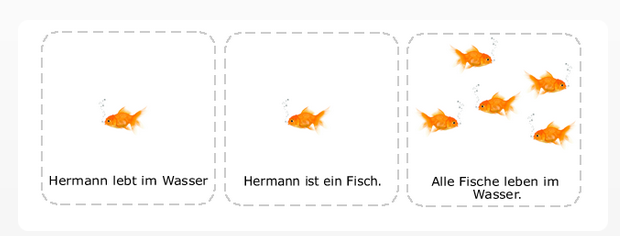 Hermann lebt im Wasser
Hermann ist ein Fisch.
Alle Fische leben im
Wasser.